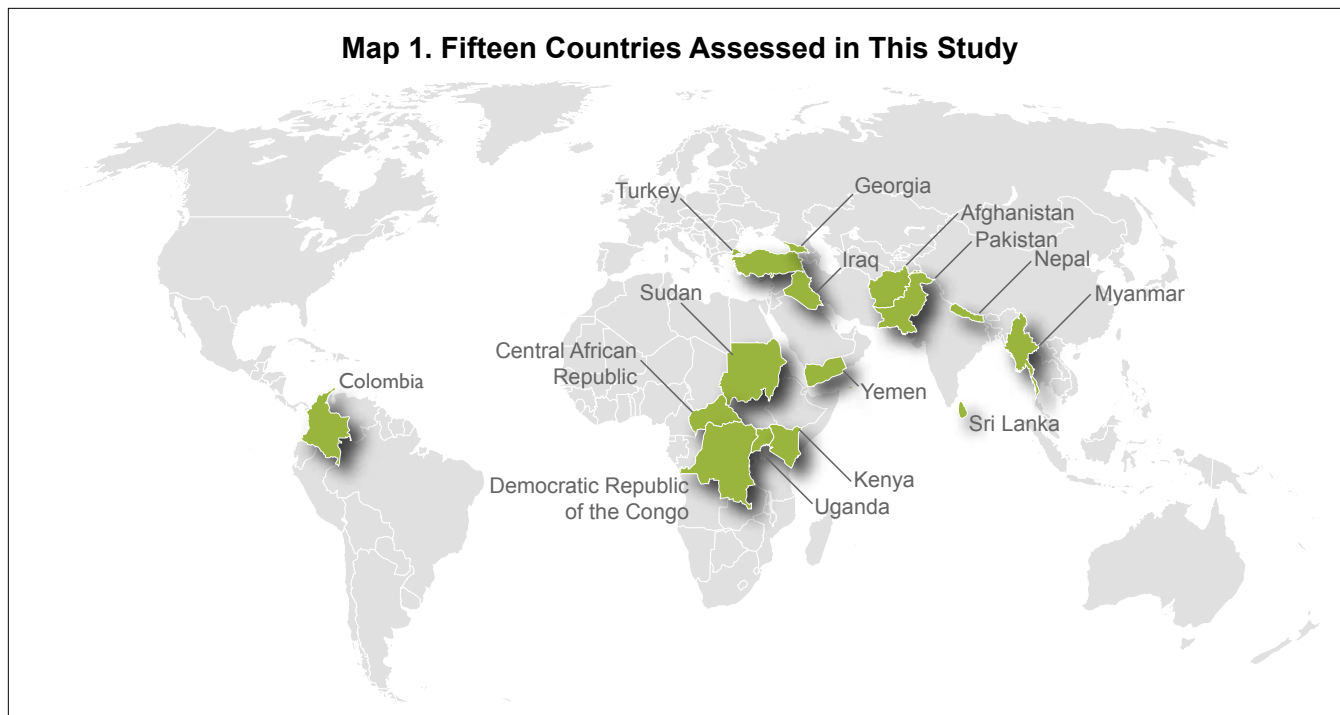 Map 1. Fifteen Countries Assessed in This Study
Turkey
Georgia
Afghanistan
Pakistan
Nepal
Iraq
Myanmar
Sudan
Central African
Republic
Colombia
Yemen
Sri Lanka
Democratic Republic
of the Congo
Kenya
Uganda